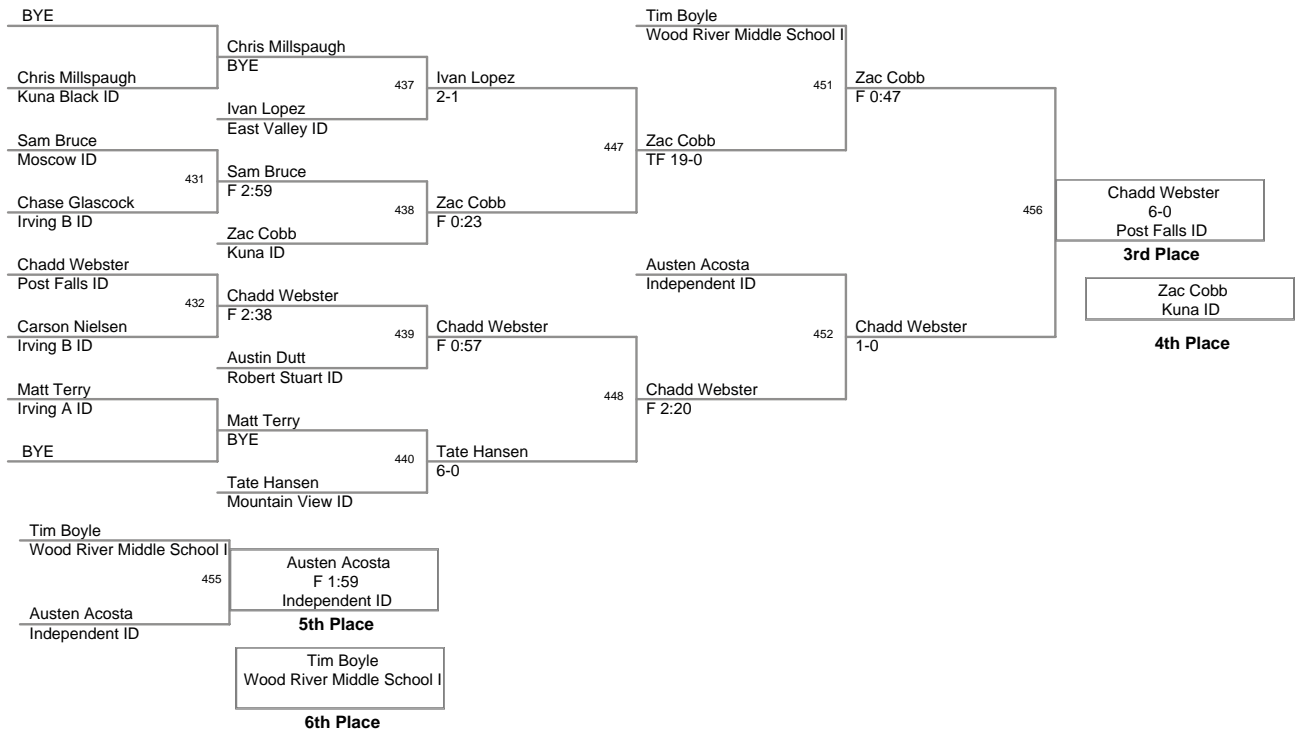 BYE
Chris Millspaugh
Kuna Black ID
Sam Bruce
Moscow ID
431
Chase Glascock
Irving B ID
Chadd Webster
Post Falls ID
432
Carson Nielsen
Irving B ID
Matt Terry
Irving A ID
BYE
Chris Millspaugh
BYE
437
Ivan Lopez
East Valley ID
Sam Bruce
F 2:59
438
Zac Cobb
Kuna ID
Chadd Webster
F 2:38
439
Austin Dutt
Robert Stuart ID
Matt Terry
BYE
440
Tate Hansen
Mountain View ID
Ivan Lopez
2-1
447
Zac Cobb
F 0:23
Chadd Webster
F 0:57
448
Tate Hansen
6-0
Tim Boyle
Wood River Middle School I
451
Zac Cobb
TF 19-0
Austen Acosta
Independent ID
452
Chadd Webster
F 2:20
Zac Cobb
F 0:47
456
Chadd Webster
1-0
Chadd Webster
6-0
Post Falls ID
3rd Place
Zac Cobb
Kuna ID
4th Place
Tim Boyle
Wood River Middle School I
455
Austen Acosta
Independent ID
Austen Acosta
F 1:59
Independent ID
5th Place
Tim Boyle
Wood River Middle School I
6th Place